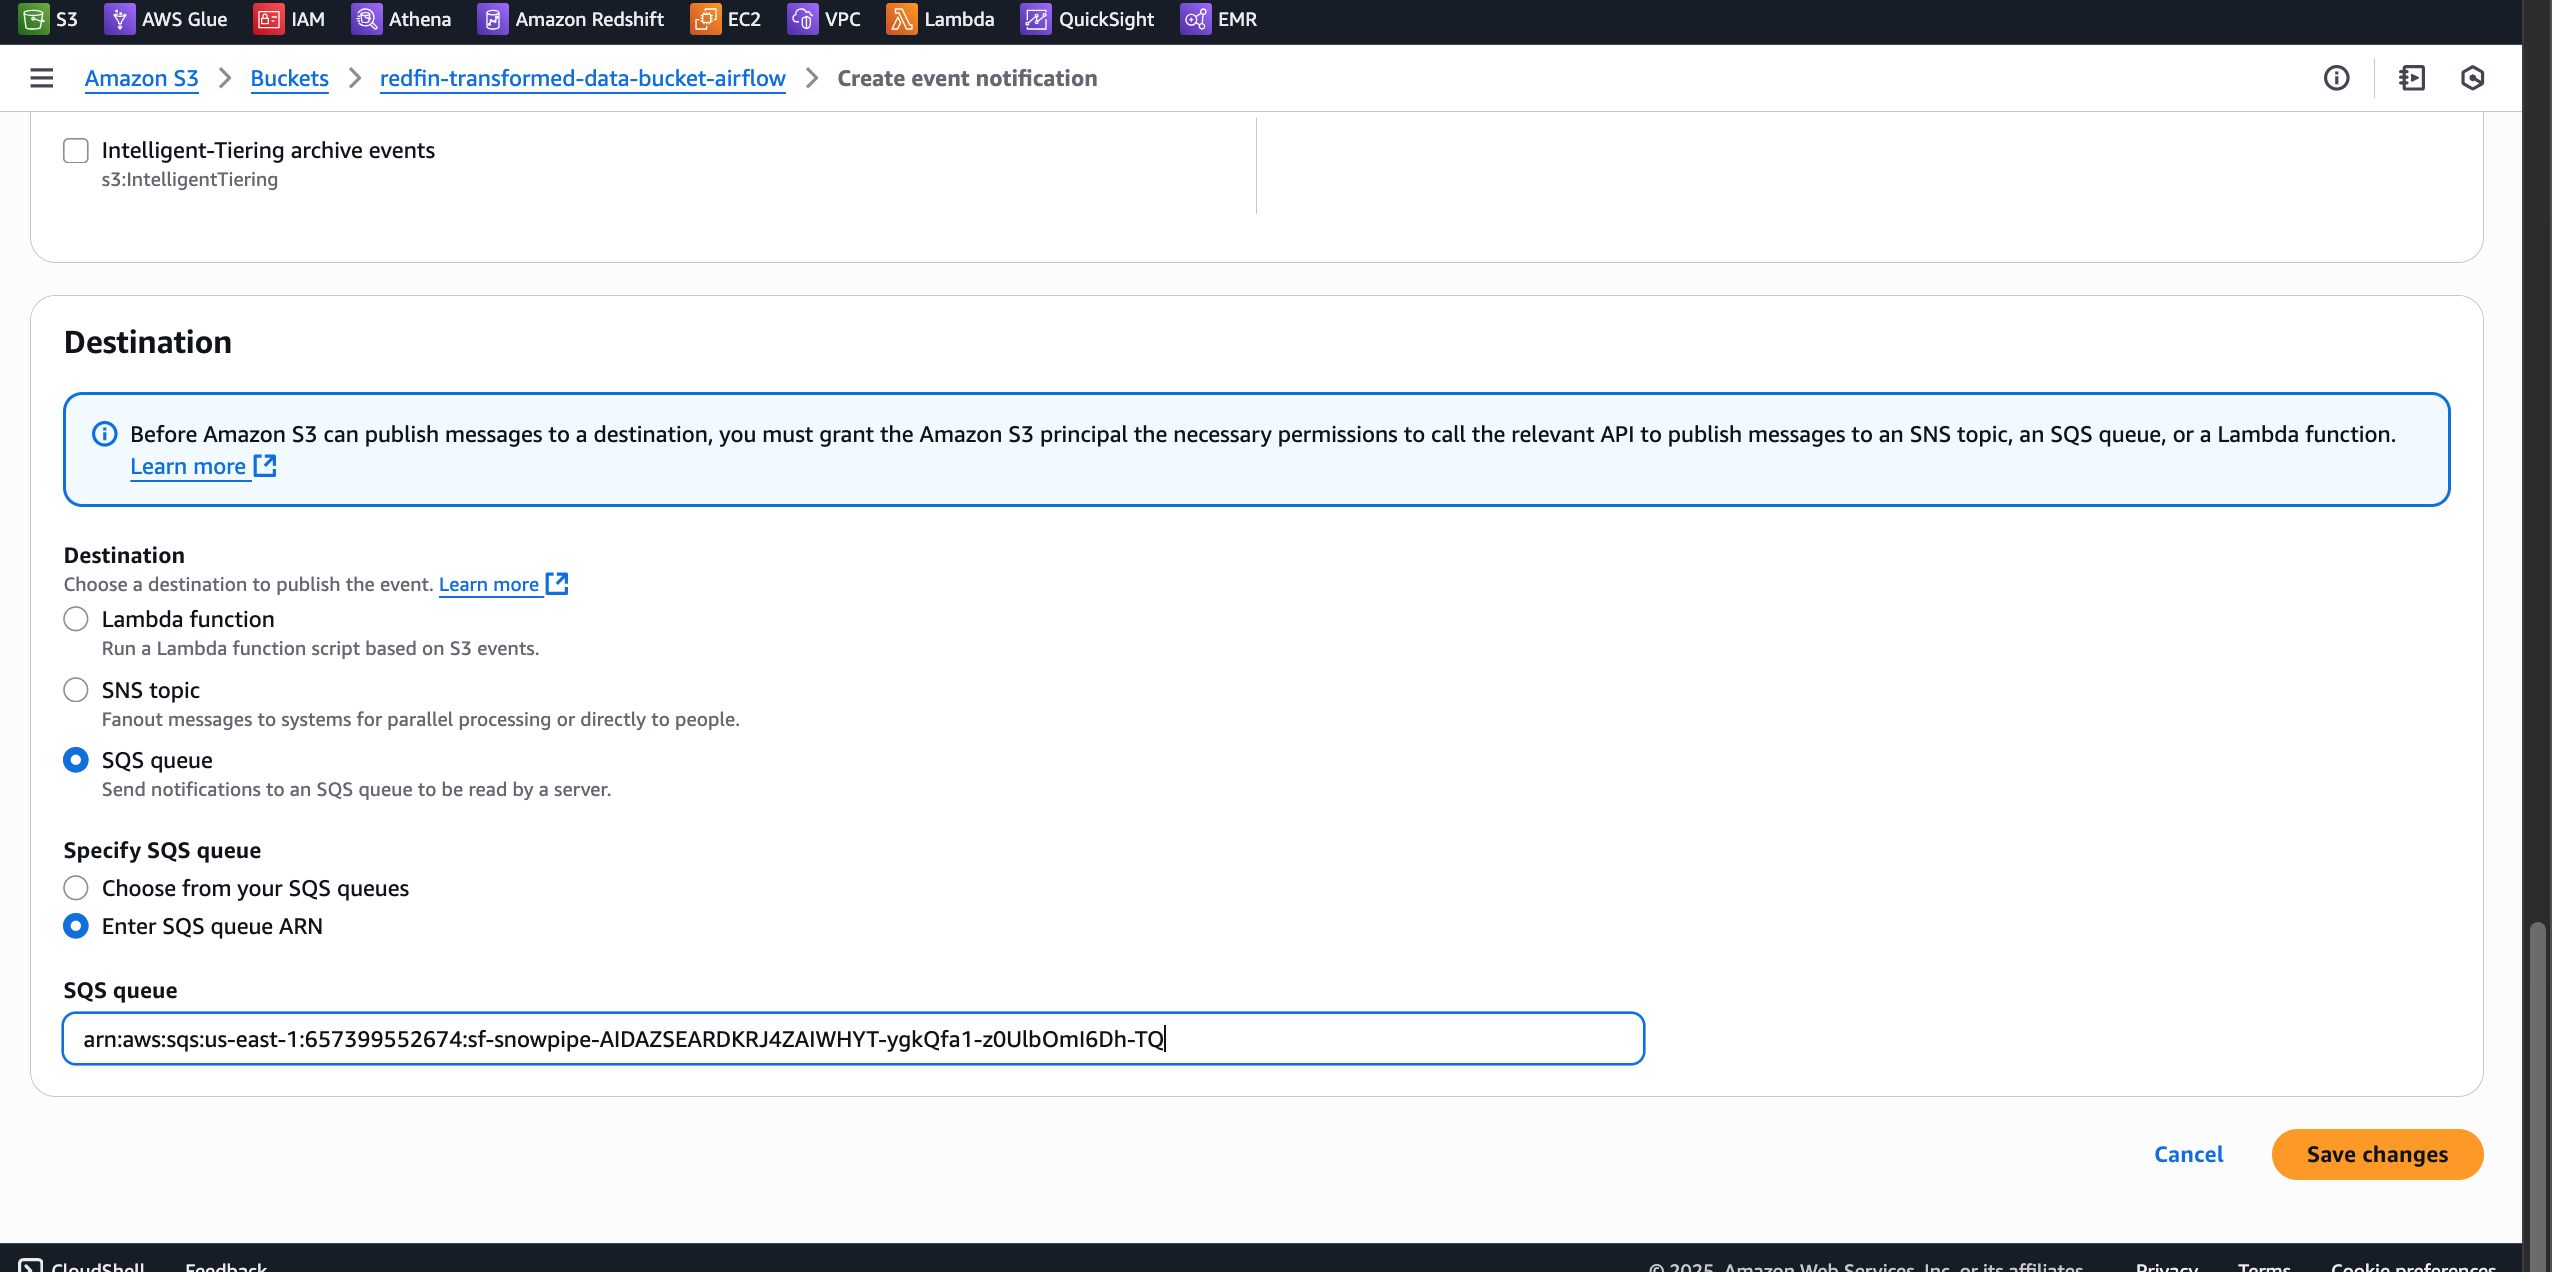 S3 AWS Glue IAM Athena Amazon Redshift EC2 VPC Lambda QuickSight EMR
Amazon S3 > Buckets > redfin-transformed-data-bucket-airflow > Create event notification
Intelligent-Tiering archive events
s3:IntelligentTiering
Destination
Before Amazon S3 can publish messages to a destination, you must grant the Amazon S3 principal the necessary permissions to call the relevant API to publish messages to an SNS topic, an SQS queue, or a Lambda function.
Learn more
Destination
Choose a destination to publish the event. Learn more
Lambda function
Run a Lambda function script based on S3 events.
SNS topic
Fanout messages to systems for parallel processing or directly to people.
SQS queue
Send notifications to an SQS queue to be read by a server.
Specify SQS queue
Choose from your SQS queues
Enter SQS queue ARN
SQS queue
arn:aws:sqs:us-east-1:657399552674:sf-snowpipe-AIDAZSEARDKRJ4ZAIWHYT-ygkQfa1-z0UlbOmI6Dh-TQ
Cancel Save changes
CloudShell Feedback © 2025, Amazon Web Services, Inc. or its affiliates. Privacy Terms Cookie preferences